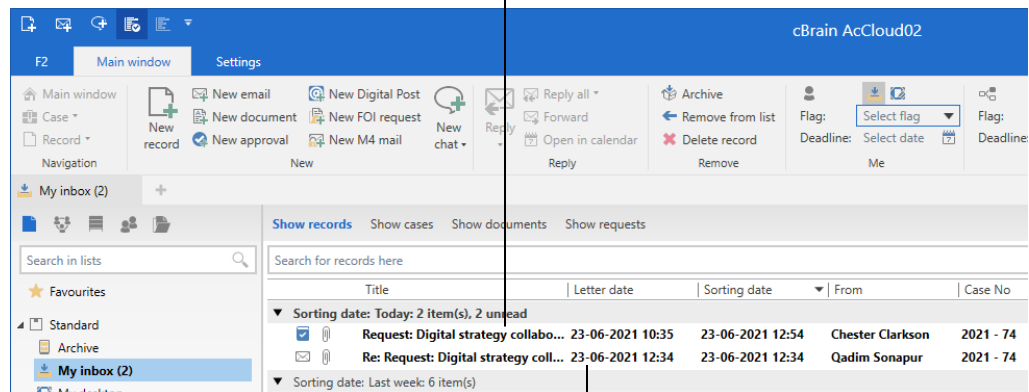 cBrain AcCloud02
F2 Main window Settings
Main window New email New Digital Post Reply all Archive Select flag
Case New document New FOI request Forward Remove from list Flag: Flag:
Record New record New approval New M4 mail New chat Reply Open in calendar Delete record Deadline: Select date Deadline:
Navigation New Reply Remove Me
My inbox (2) +
Show records Show cases Show documents Show requests
Search in lists Search for records here
Favourites Title Letter date Sorting date From Case No
Sorting date: Today: 2 item(s), 2 unread
Standard
Request: Digital strategy collabo... 23-06-2021 10:35 23-06-2021 12:54 Chester Clarkson 2021 - 74
Archive
Re: Request: Digital strategy coll... 23-06-2021 12:34 23-06-2021 12:34 Qadim Sonapur 2021 - 74
My inbox (2)
Sorting date: Last week: 6 item(s)